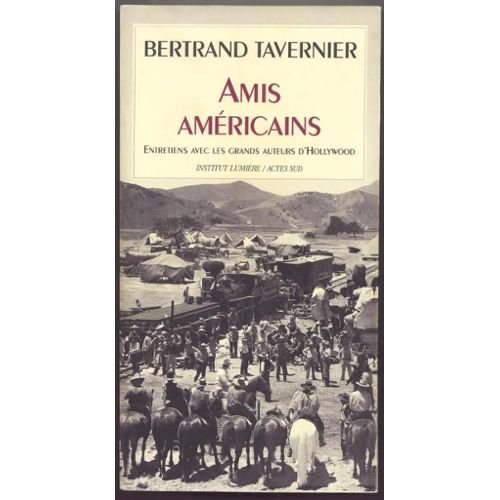 BERTRAND TAVERNIER
AMIS
AMÉRICAINS
ENTRETIENS AVEC LES GRANDS AUTEURS D'HOLLYWOOD
INSTITUT LUMIÈRE / ACTES SUD